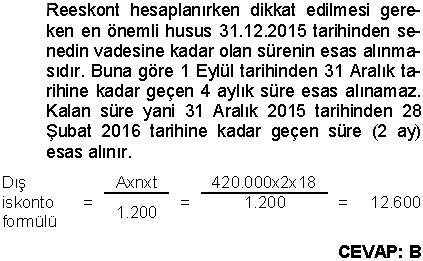 Reeskont hesaplanırken dikkat edilmesi gere-
ken en önemli husus 31.12.2015 tarihinden se-
nedin vadesine kadar olan sürenin esas alınma-
sıdır. Buna göre 1 Eylül tarihinden 31 Aralık ta-
rihine kadar geçen 4 aylık süre esas alınamaz.
Kalan süre yani 31 Aralık 2015 tarihinden 28
Şubat 2016 tarihine kadar geçen süre (2 ay)
esas alınır.
Dış iskonto formülü = Axnxt / 1.200 = 420.000x2x18 / 1.200 = 12.600
CEVAP: B